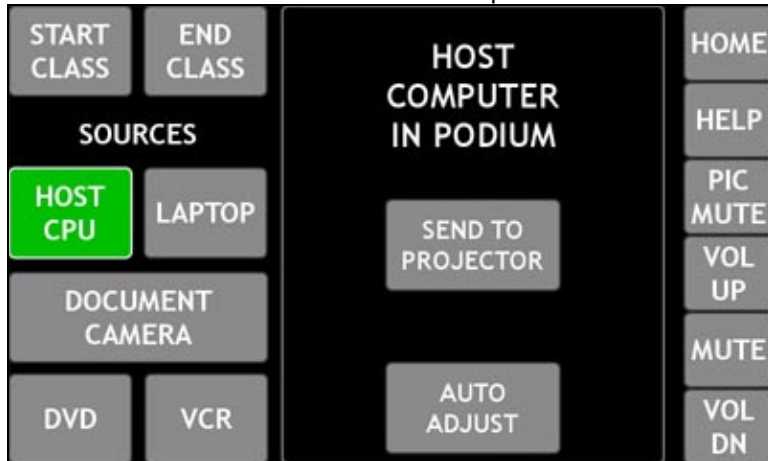 START
CLASS
END
CLASS
SOURCES
HOST
CPU
LAPTOP
DOCUMENT
CAMERA
DVD
VCR
HOST
COMPUTER
IN PODIUM
SEND TO
PROJECTOR
AUTO
ADJUST
HOME
HELP
PIC
MUTE
VOL
UP
MUTE
VOL
DN